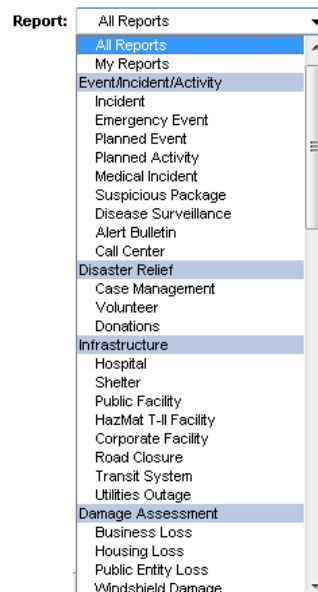 Report: All Reports
All Reports
My Reports
Event/Incident/Activity
Incident
Emergency Event
Planned Event
Planned Activity
Medical Incident
Suspicious Package
Disease Surveillance
Alert Bulletin
Call Center
Disaster Relief
Case Management
Volunteer
Donations
Infrastructure
Hospital
Shelter
Public Facility
HazMat T-II Facility
Corporate Facility
Road Closure
Transit System
Utilities Outage
Damage Assessment
Business Loss
Housing Loss
Public Entity Loss
Windshield Damage